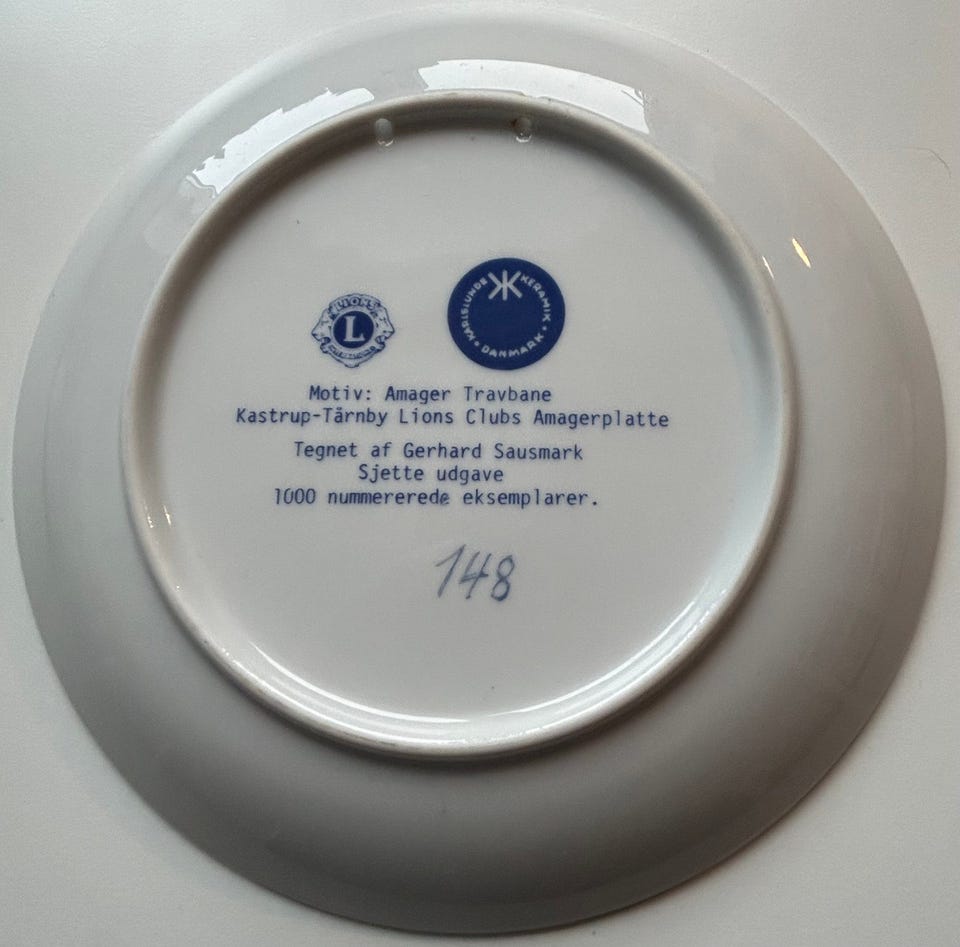 LIONS
L
INTERNATIONAL
KARLSLUNDE KERAMIK
DANMARK
Motiv: Amager Travbane
Kastrup-Tårnby Lions Clubs Amagerplatte
Tegnet af Gerhard Sausmark
Sjette udgave
1000 nummererede eksemplarer.
148